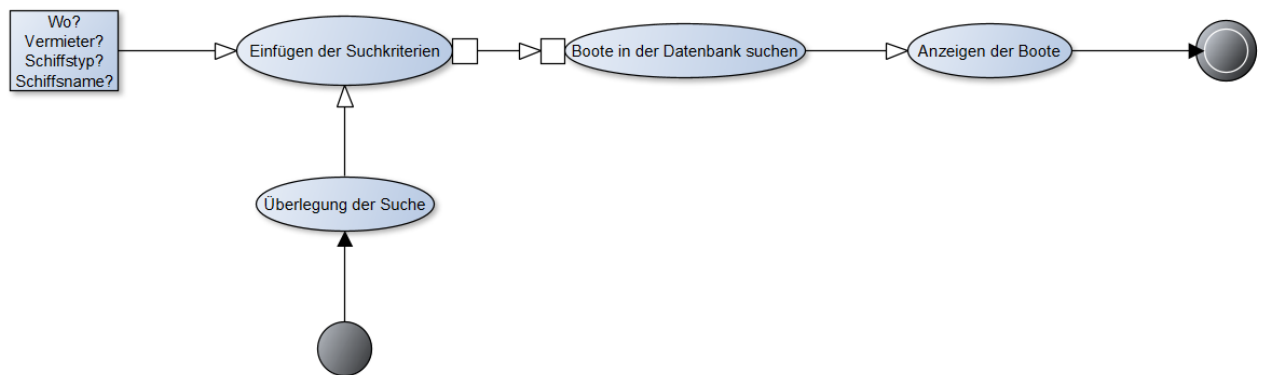 Wo?
Vermieter?
Schiffstyp?
Schiffsname?
Einfügen der Suchkriterien
Boote in der Datenbank suchen
Anzeigen der Boote
Überlegung der Suche